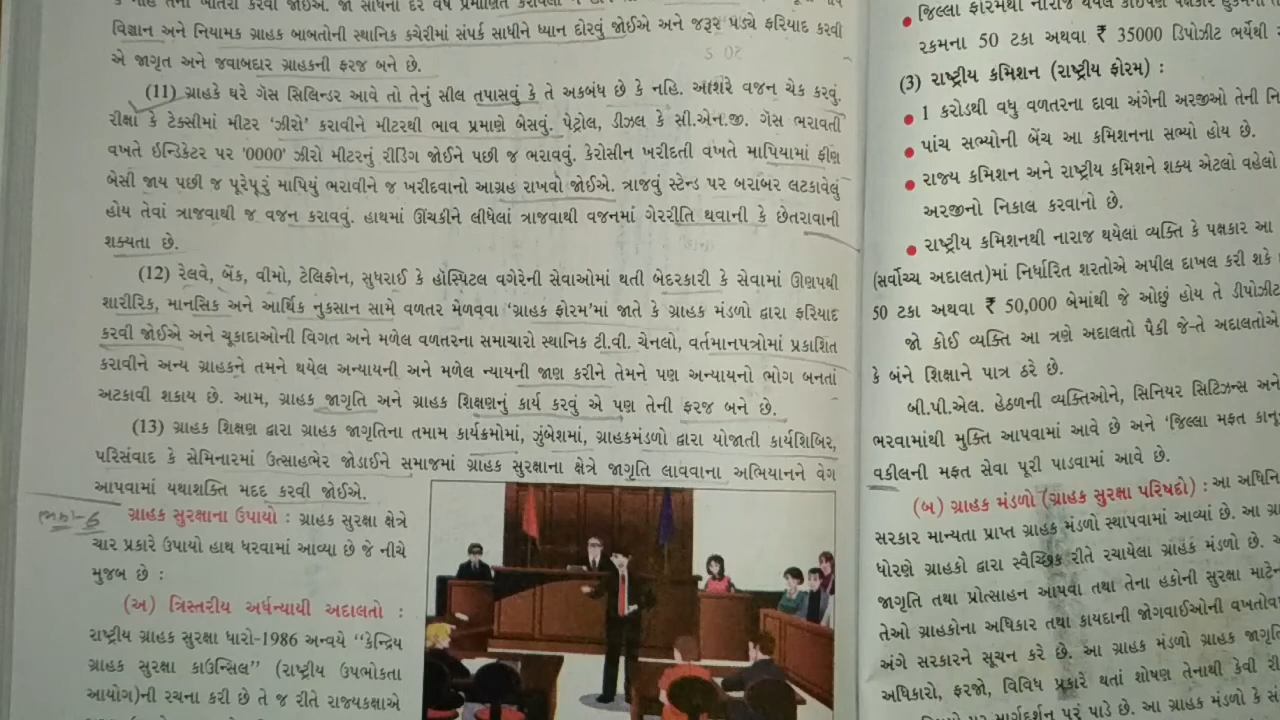 વિજ્ઞાન અને નિયામક ગ્રાહક બાબતોની સ્થાનિક કચેરીમાં સંપર્ક સાધીને ધ્યાન દોરવું જોઈએ અને જરૂર પડ્યે ફરિયાદ કરવી
એ જાગૃત અને જવાબદાર ગ્રાહકની ફરજ બને છે.
(11) ગ્રાહકે ઘરે ગૅસ સિલિન્ડર આવે તો તેનું સીલ તપાસવું કે તે અકબંધ છે કે નહિ. આશરે વજન ચેક કરવું.
રીક્ષા કે ટેક્સીમાં મીટર ‘ઝીરો’ કરાવીને મીટરથી ભાવ પ્રમાણે બેસવું. પેટ્રોલ, ડીઝલ કે સી.એન.જી. ગૅસ ભરાવતી
વખતે ઇન્ડિકેટર પર '0000' ઝીરો મીટરનું રીડિંગ જોઈને પછી જ ભરાવવું. કેરોસીન ખરીદતી વખતે માપિયામાં ફીણ
બેસી જાય પછી જ પૂરેપૂરું માપિયું ભરાવીને જ ખરીદવાનો આગ્રહ રાખવો જોઈએ. ત્રાજવું સ્ટેન્ડ પર બરાબર લટકાવેલું
હોય તેવાં ત્રાજવાથી જ વજન કરાવવું. હાથમાં ઊંચકીને લીધેલાં ત્રાજવાથી વજનમાં ગેરરીતિ થવાની કે છેતરાવાની
શક્યતા છે.
(12) રેલવે, બૅંક, વીમો, ટેલિફોન, સુધરાઈ કે હૉસ્પિટલ વગેરેની સેવાઓમાં થતી બેદરકારી કે સેવામાં ઊણપથી
શારીરિક, માનસિક અને આર્થિક નુકસાન સામે વળતર મેળવવા ‘ગ્રાહક ફોરમ’માં જાતે કે ગ્રાહક મંડળો દ્વારા ફરિયાદ
કરવી જોઈએ અને ચૂકાદાઓની વિગત અને મળેલ વળતરના સમાચારો સ્થાનિક ટી.વી. ચેનલો, વર્તમાનપત્રોમાં પ્રકાશિત
કરાવીને અન્ય ગ્રાહકને તમને થયેલ અન્યાયની અને મળેલ ન્યાયની જાણ કરીને તેમને પણ અન્યાયનો ભોગ બનતાં
અટકાવી શકાય છે. આમ, ગ્રાહક જાગૃતિ અને ગ્રાહક શિક્ષણનું કાર્ય કરવું એ પણ તેની ફરજ બને છે.
(13) ગ્રાહક શિક્ષણ દ્વારા ગ્રાહક જાગૃતિના તમામ કાર્યક્રમોમાં, ઝુંબેશમાં, ગ્રાહકમંડળો દ્વારા યોજાતી કાર્યશિબિર,
પરિસંવાદ કે સેમિનારમાં ઉત્સાહભેર જોડાઈને સમાજમાં ગ્રાહક સુરક્ષાના ક્ષેત્રે જાગૃતિ લાવવાના અભિયાનને વેગ
આપવામાં યથાશક્તિ મદદ કરવી જોઈએ.
ગ્રાહક સુરક્ષાના ઉપાયો : ગ્રાહક સુરક્ષા ક્ષેત્રે
ચાર પ્રકારે ઉપાયો હાથ ધરવામાં આવ્યા છે જે નીચે
મુજબ છે :
(અ) ત્રિસ્તરીય અર્ધન્યાયી અદાલતો :
રાષ્ટ્રીય ગ્રાહક સુરક્ષા ધારો-1986 અન્વયે “કેન્દ્રિય
ગ્રાહક સુરક્ષા કાઉન્સિલ” (રાષ્ટ્રીય ઉપભોકતા
આયોગ)ની રચના કરી છે તે જ રીતે રાજ્યકક્ષાએ
જિલ્લા ફોરમથી નારાજ થયેલ કોઈપણ પક્ષકાર
રકમના 50 ટકા અથવા ₹ 35000 ડિપોઝીટ ભર્યેથી
(3) રાષ્ટ્રીય કમિશન (રાષ્ટ્રીય ફોરમ) :
1 કરોડથી વધુ વળતરના દાવા અંગેની અરજીઓ તેની
પાંચ સભ્યોની બેંચ આ કમિશનના સભ્યો હોય છે.
રાજ્ય કમિશન અને રાષ્ટ્રીય કમિશને શક્ય એટલો વહેલો
અરજીનો નિકાલ કરવાનો છે.
રાષ્ટ્રીય કમિશનથી નારાજ થયેલાં વ્યક્તિ કે પક્ષકાર આ
(સર્વોચ્ચ અદાલત)માં નિર્ધારિત શરતોએ અપીલ દાખલ કરી શકે
50 ટકા અથવા ₹ 50,000 બેમાંથી જે ઓછું હોય તે ડીપોઝીટ
જો કોઈ વ્યક્તિ આ ત્રણે અદાલતો પૈકી જે-તે અદાલતોએ
કે બંને શિક્ષાને પાત્ર ઠરે છે.
બી.પી.એલ. હેઠળની વ્યક્તિઓને, સિનિયર સિટિઝન્સ અને
ભરવામાંથી મુક્તિ આપવામાં આવે છે અને ‘જિલ્લા મફત
વકીલની મફત સેવા પૂરી પાડવામાં આવે છે.
(બ) ગ્રાહક મંડળો (ગ્રાહક સુરક્ષા પરિષદો) : આ
સરકાર માન્યતા પ્રાપ્ત ગ્રાહક મંડળો સ્થાપવામાં આવ્યાં છે. આ
ધોરણે ગ્રાહકો દ્વારા સ્વૈચ્છિક રીતે રચાયેલા ગ્રાહક મંડળો છે.
જાગૃતિ તથા પ્રોત્સાહન આપવા તથા તેના હકોની સુરક્ષા
તેઓ ગ્રાહકોના અધિકાર તથા કાયદાની જોગવાઈઓની
અંગે સરકારને સૂચન કરે છે. આ ગ્રાહક મંડળો ગ્રાહક
અધિકારો, ફરજો, વિવિધ પ્રકારે થતાં શોષણ તેનાથી કેવી
માર્ગદર્શન પૂરું પાડે છે. આ ગ્રાહક મંડળો કે